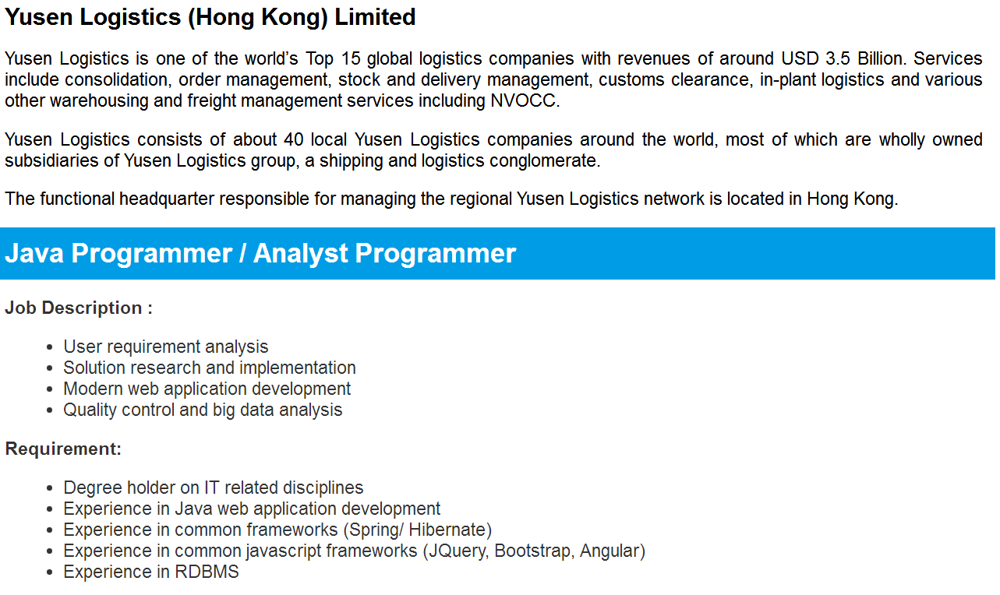 Yusen Logistics (Hong Kong) Limited
Yusen Logistics is one of the world’s Top 15 global logistics companies with revenues of around USD 3.5 Billion. Services
include consolidation, order management, stock and delivery management, customs clearance, in-plant logistics and various
other warehousing and freight management services including NVOCC.
Yusen Logistics consists of about 40 local Yusen Logistics companies around the world, most of which are wholly owned
subsidiaries of Yusen Logistics group, a shipping and logistics conglomerate.
The functional headquarter responsible for managing the regional Yusen Logistics network is located in Hong Kong.
Java Programmer / Analyst Programmer
Job Description :
• User requirement analysis
• Solution research and implementation
• Modern web application development
• Quality control and big data analysis
Requirement:
• Degree holder on IT related disciplines
• Experience in Java web application development
• Experience in common frameworks (Spring/ Hibernate)
• Experience in common javascript frameworks (JQuery, Bootstrap, Angular)
• Experience in RDBMS